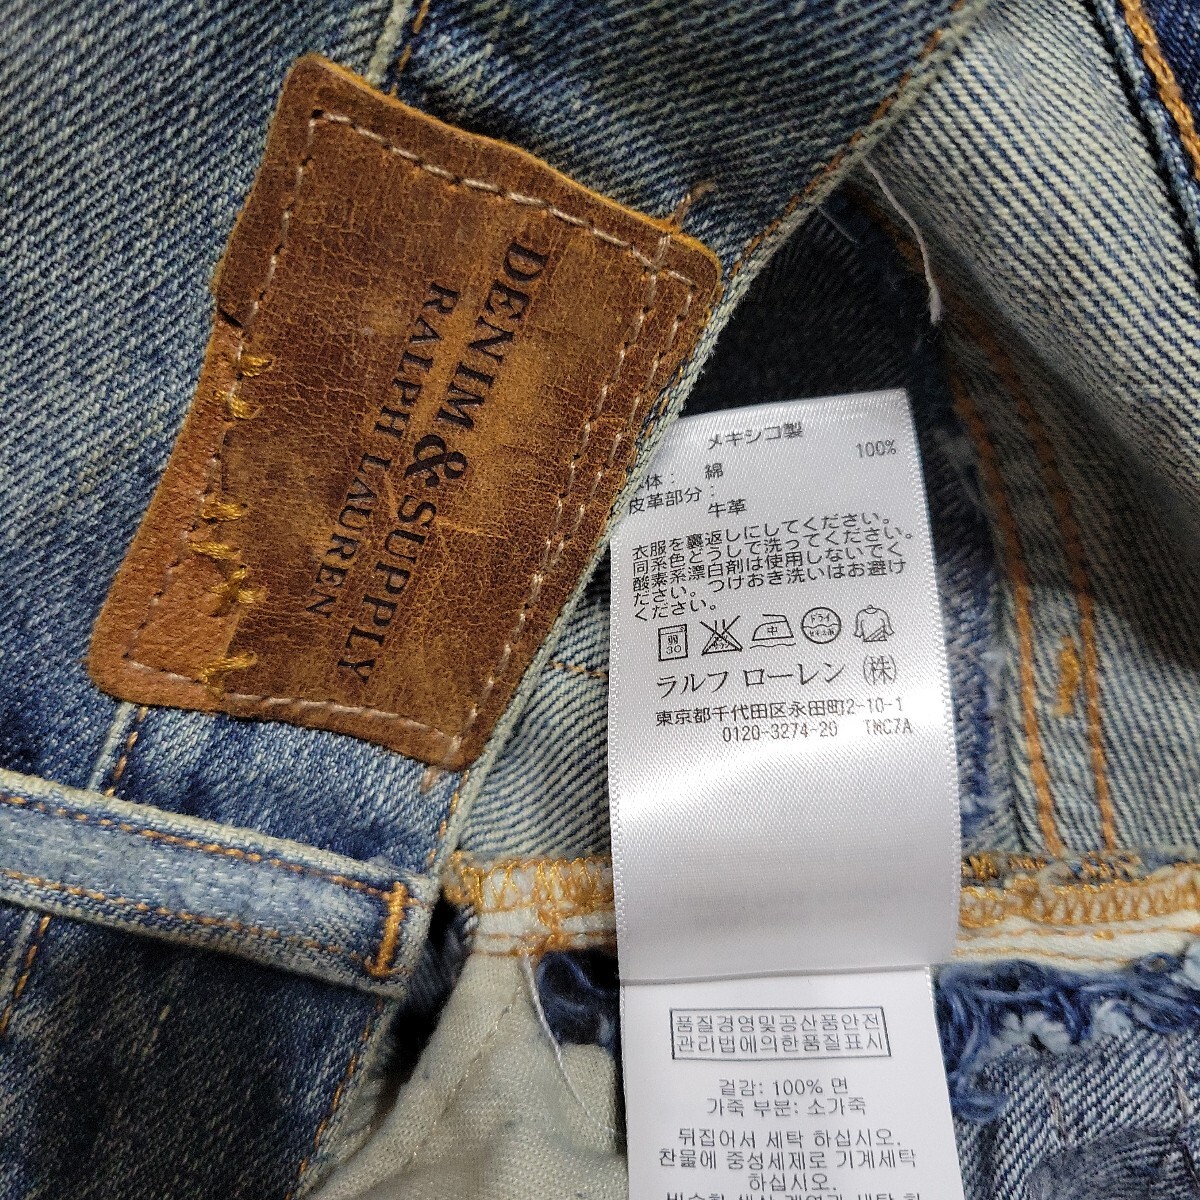 DENIM & SUPPLY
RALPH LAUREN
メキシコ製
体: 綿 100%
皮革部分:
牛革
衣服を裏返しにしてください。
同系色どうしで洗ってください。
酸素系漂白剤は使用しないでく
ださい。つけおき洗いはお避け
ください。
弱 30 中 ドライ
ラルフ ローレン (株)
東京都千代田区永田町2-10-1
0120-3274-20 TMC7A
품질경영및공산품안전
관리법에의한품질표시
겉감: 100% 면
가죽 부분: 소가죽
뒤집어서 세탁 하십시오.
찬물에 중성세제로 기계세탁
하십시오.